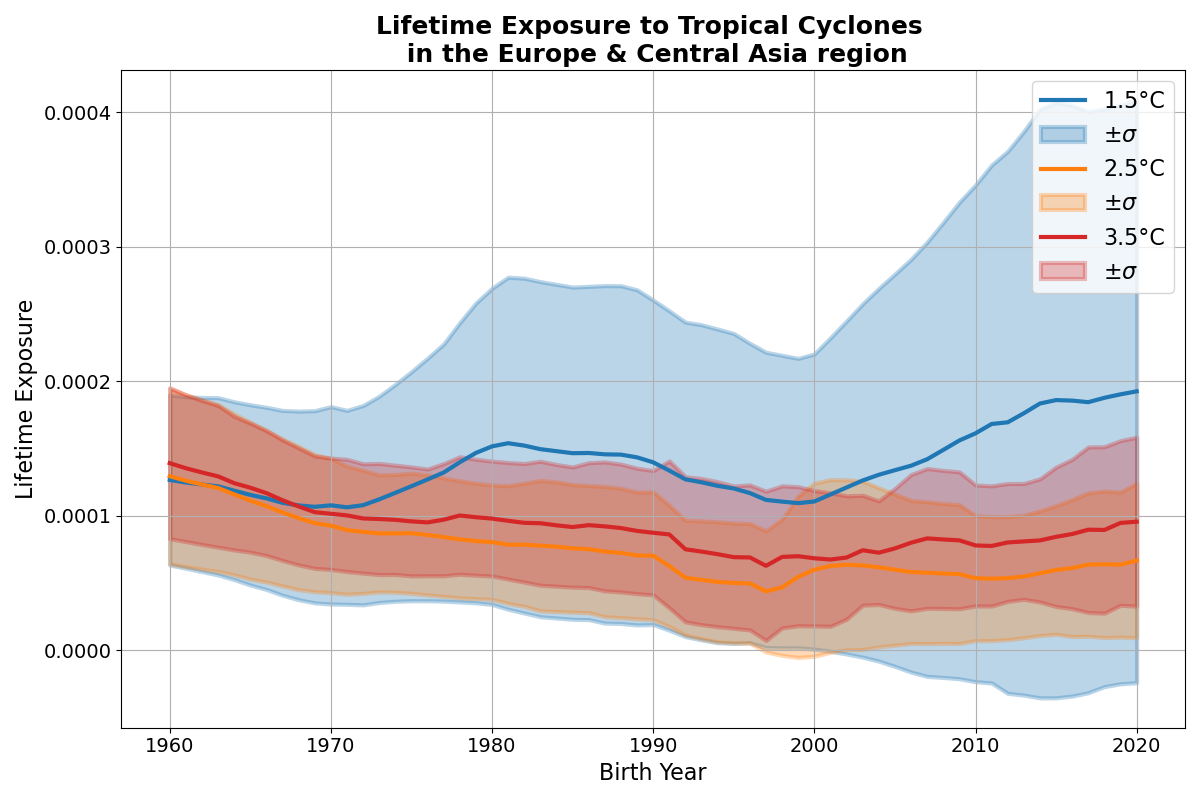 Lifetime Exposure to Tropical Cyclones
in the Europe & Central Asia region
1.5°C
±σ
2.5°C
±σ
3.5°C
±σ
Lifetime Exposure
0.0004
0.0003
0.0002
0.0001
0.0000
1960 1970 1980 1990 2000 2010 2020
Birth Year